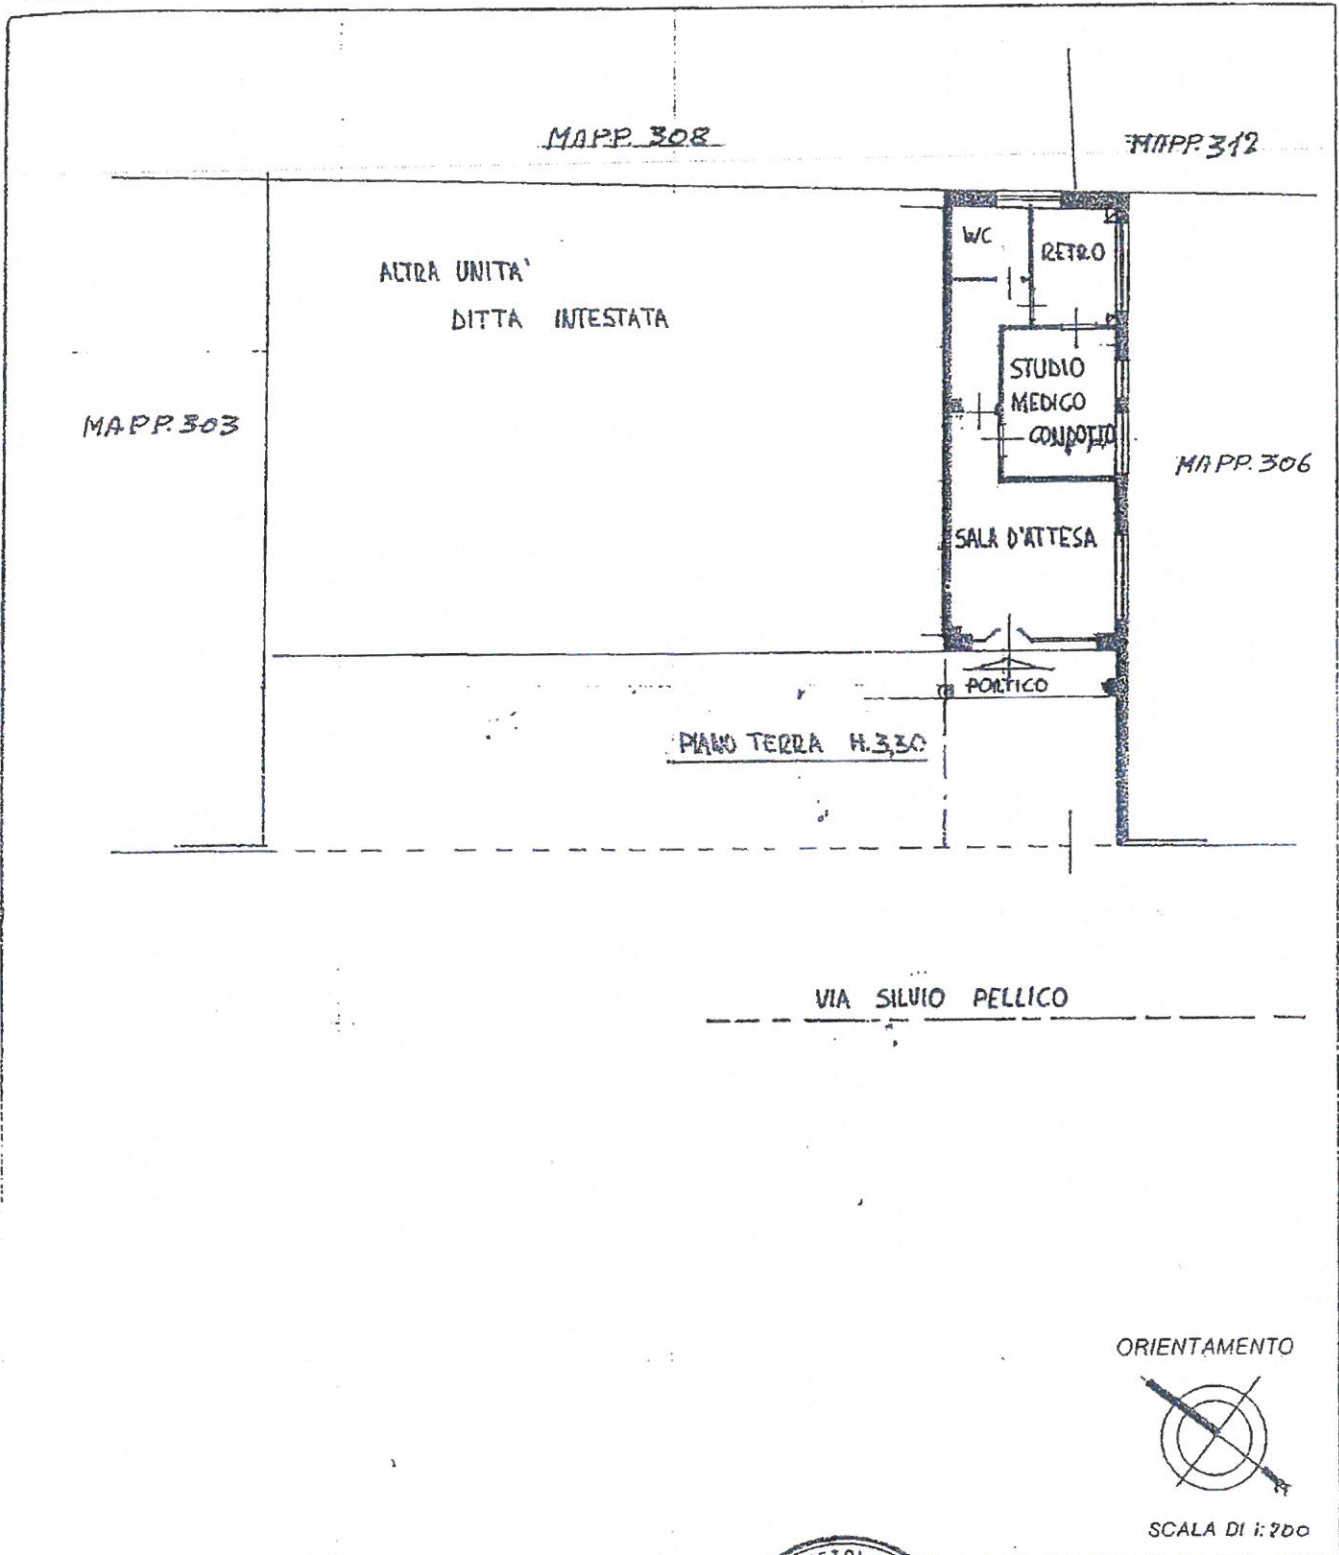 MAPP. 308
MAPP. 312
WC
RETRO
ALTRA UNITA'
DITTA INTESTATA
STUDIO
MEDICO
CONDOTTO
MAPP. 303
MAPP. 306
SALA D'ATTESA
PORTICO
PIANO TERRA H. 3,30
VIA SILVIO PELLICO
ORIENTAMENTO
SCALA DI 1:200